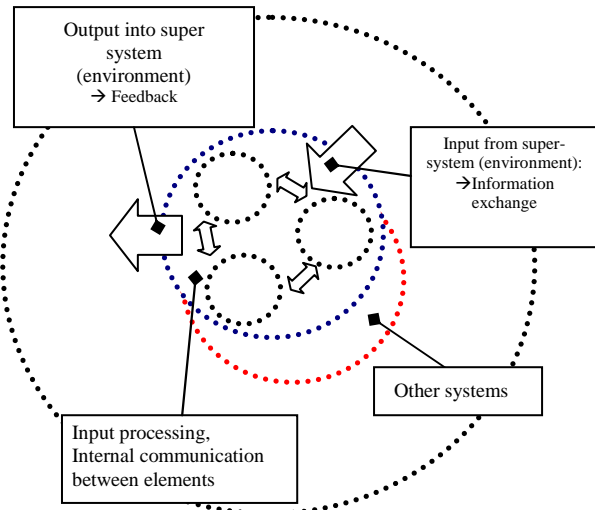 Output into super
system
(environment)
→ Feedback
Input from super-
system (environment):
→Information
exchange
Other systems
Input processing,
Internal communication
between elements